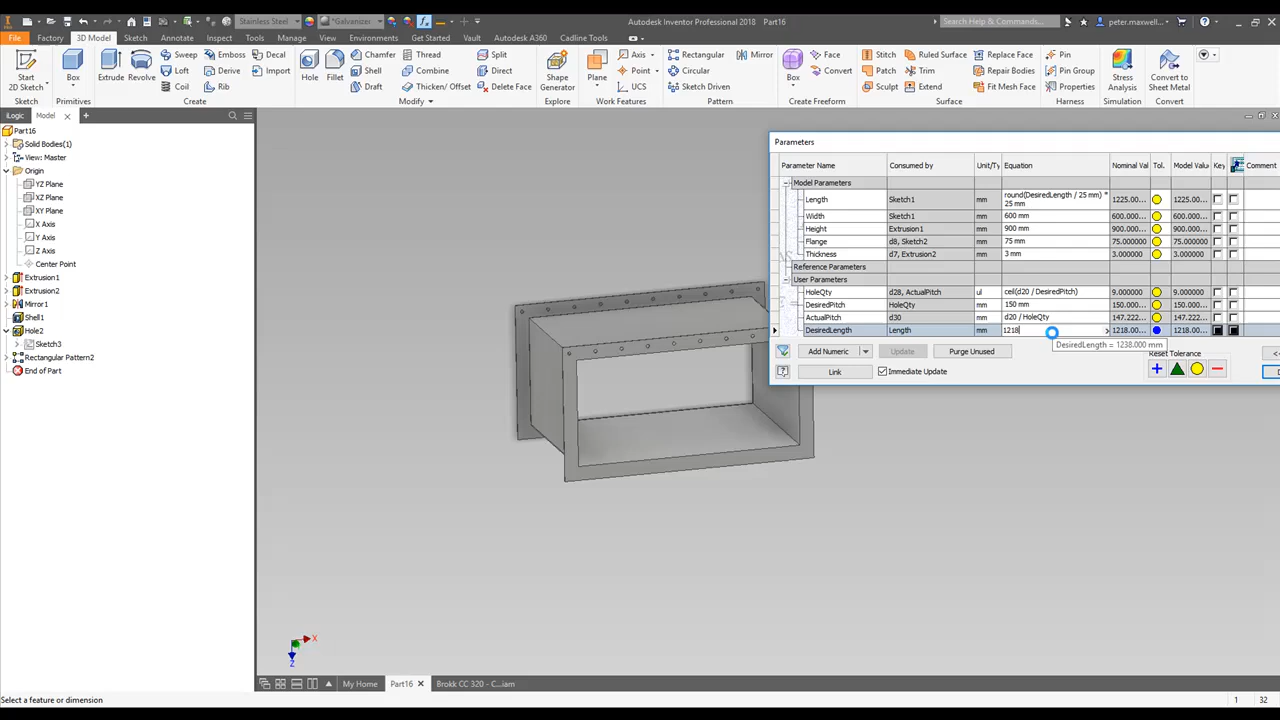 Stainless Steel
*Galvanizer
Autodesk Inventor Professional 2018 Part16
Search Help & Commands...
peter.maxwell...
File Factory 3D Model Sketch Annotate Inspect Tools Manage View Environments Get Started Vault Autodesk A360 Cadline Tools
Start
2D Sketch
Sketch
Box
Primitives
Extrude
Revolve
Sweep
Loft
Coil
Emboss
Derive
Rib
Decal
Import
Create
Hole
Fillet
Chamfer
Shell
Draft
Thread
Combine
Thicken/ Offset
Split
Direct
Delete Face
Modify
Shape
Generator
Explore
Plane
Axis
Point
UCS
Work Features
Rectangular
Circular
Sketch Driven
Mirror
Pattern
Box
Face
Convert
Create Freeform
Stitch
Patch
Sculpt
Ruled Surface
Trim
Extend
Replace Face
Repair Bodies
Fit Mesh Face
Surface
Pin
Pin Group
Harness
Stress
Analysis
Simulation
Convert to
Sheet Metal
Convert
iLogic Model
Part16
Solid Bodies(1)
View: Master
Origin
YZ Plane
XZ Plane
XY Plane
X Axis
Y Axis
Z Axis
Center Point
Extrusion1
Extrusion2
Mirror1
Shell1
Hole2
Sketch3
Rectangular Pattern2
End of Part
Parameters
Parameter Name Consumed by Unit/Ty Equation Nominal Val Tol. Model Value Key Comment
Model Parameters
Length Sketch1 mm round(DesiredLength / 25 mm) * 25 mm 1225.00... 1225.00...
Width Sketch1 mm 600 mm 600.000... 600.000...
Height Extrusion1 mm 900 mm 900.000... 900.000...
Flange d8, Sketch2 mm 75 mm 75.000000 75.000000
Thickness d7, Extrusion2 mm 3 mm 3.000000 3.000000
Reference Parameters
User Parameters
HoleQty d28, ActualPitch ul ceil(d20 / DesiredPitch) 9.000000 9.000000
DesiredPitch HoleQty mm 150 mm 150.000... 150.000...
ActualPitch d30 mm d20 / HoleQty 147.222... 147.222...
DesiredLength Length mm 1218 1218.00... 1218.00...
DesiredLength = 1238.000 mm
Add Numeric Update Purge Unused Reset Tolerance
Link Immediate Update
X
Z
My Home Part16 Brokk CC 320 - C...iam
Select a feature or dimension 1 32